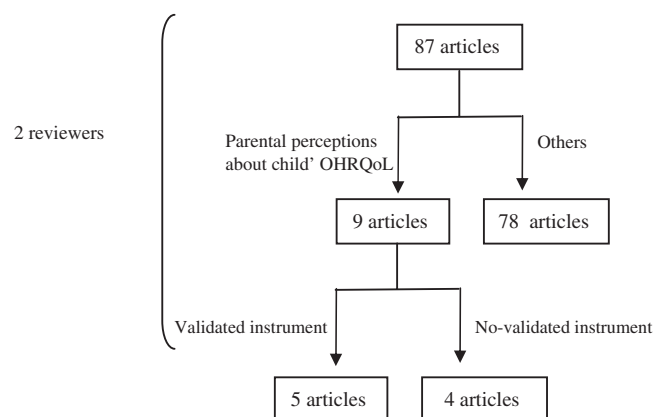 87 articles
2 reviewers
Parental perceptions
about child' OHRQoL
Others
9 articles
78 articles
Validated instrument
No-validated instrument
5 articles
4 articles